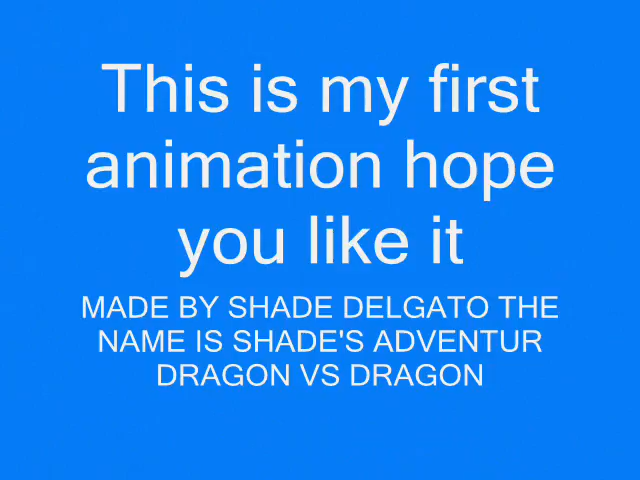 This is my first
animation hope
you like it
MADE BY SHADE DELGATO THE
NAME IS SHADE'S ADVENTUR
DRAGON VS DRAGON